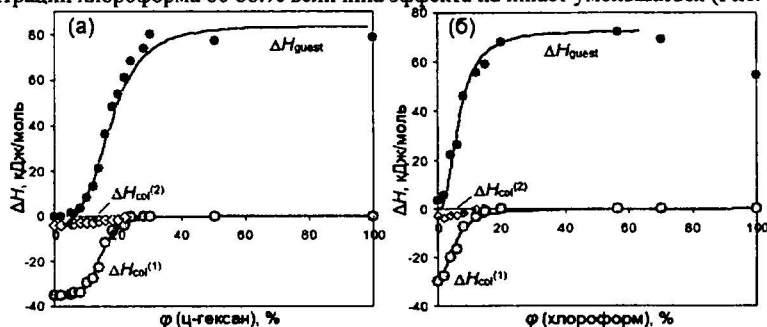 (а) (б)
ΔH, кДж/моль
80
60
40
20
0
-20
-40
ΔHguest
ΔHcol(2)
ΔHcol(1)
0 20 40 60 80 100
φ (ц-гексан), %
ΔH, кДж/моль
80
60
40
20
0
-20
-40
ΔHguest
ΔHcol(2)
ΔHcol(1)
0 20 40 60 80 100
φ (хлороформ), %